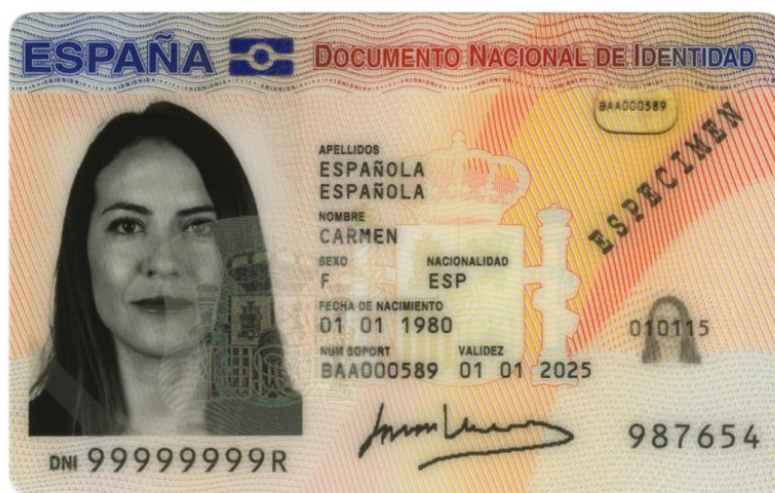 ESPAÑA DOCUMENTO NACIONAL DE IDENTIDAD
BAA000589
ESPECIMEN
APELLIDOS
ESPAÑOLA
ESPAÑOLA
NOMBRE
CARMEN
SEXO NACIONALIDAD
F ESP
FECHA DE NACIMIENTO
01 01 1980
010115
NUM SOPORT VALIDEZ
BAA000589 01 01 2025
987654
DNI 99999999R